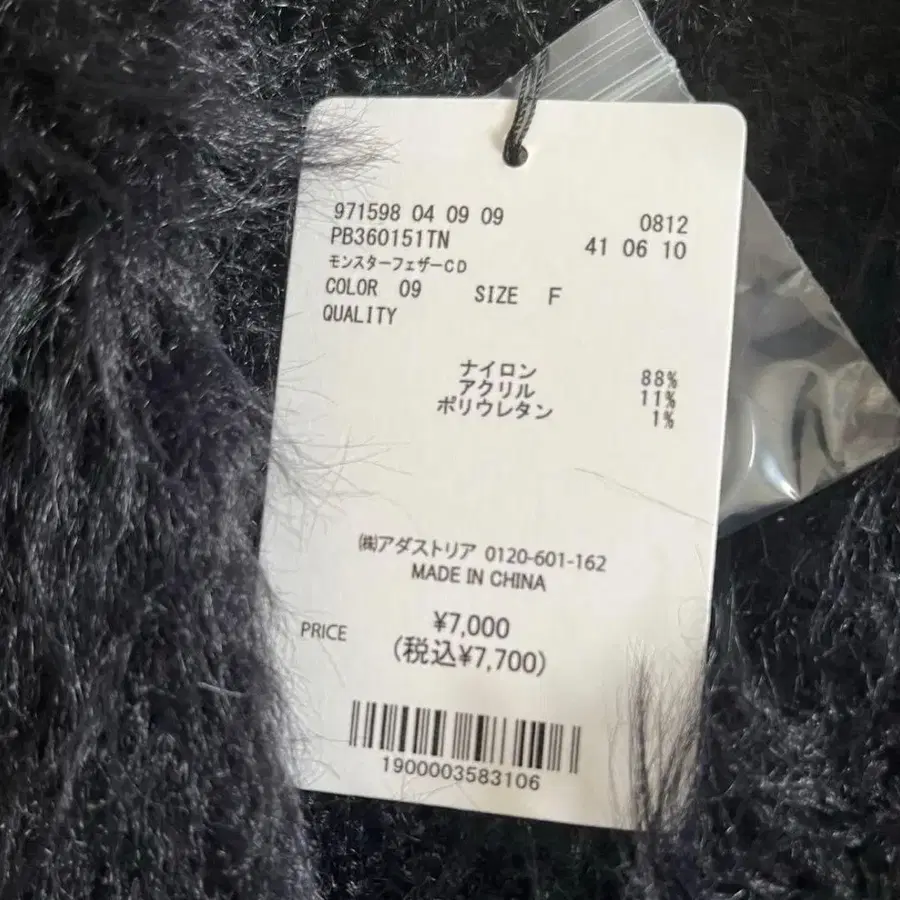 971598 04 09 09 0812
PB360151TN 41 06 10
モンスターフェザーCD
COLOR 09 SIZE F
QUALITY
ナイロン 88%
アクリル 11%
ポリウレタン 1%
㈱アダストリア 0120-601-162
MADE IN CHINA
PRICE ¥7,000
(税込¥7,700)
1900003583106